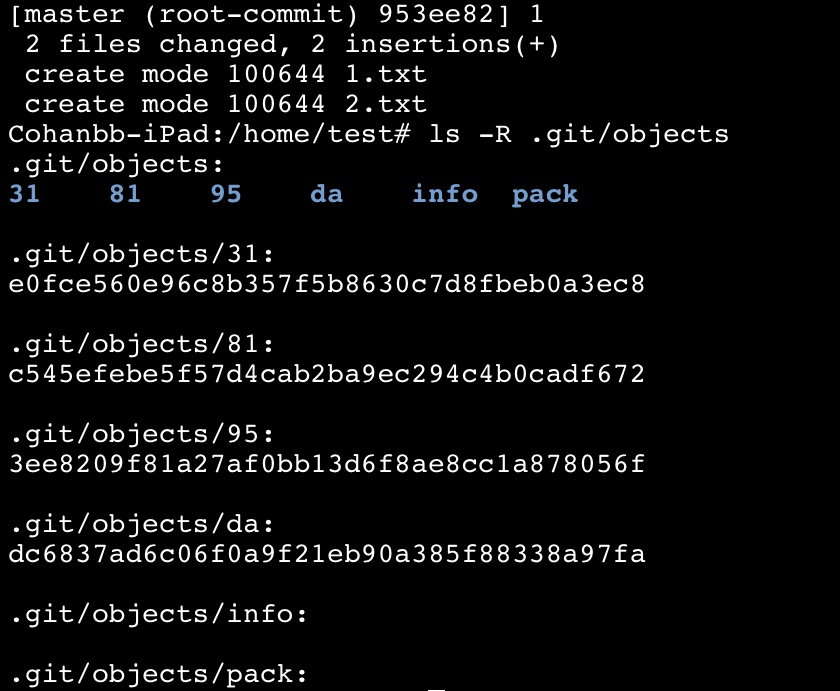 [master (root-commit) 953ee82] 1
 2 files changed, 2 insertions(+)
 create mode 100644 1.txt
 create mode 100644 2.txt
Cohanbb-iPad:/home/test# ls -R .git/objects
.git/objects:
31    81    95    da    info  pack

.git/objects/31:
e0fce560e96c8b357f5b8630c7d8fbeb0a3ec8

.git/objects/81:
c545efebe5f57d4cab2ba9ec294c4b0cadf672

.git/objects/95:
3ee8209f81a27af0bb13d6f8ae8cc1a878056f

.git/objects/da:
dc6837ad6c06f0a9f21eb90a385f88338a97fa

.git/objects/info:

.git/objects/pack: